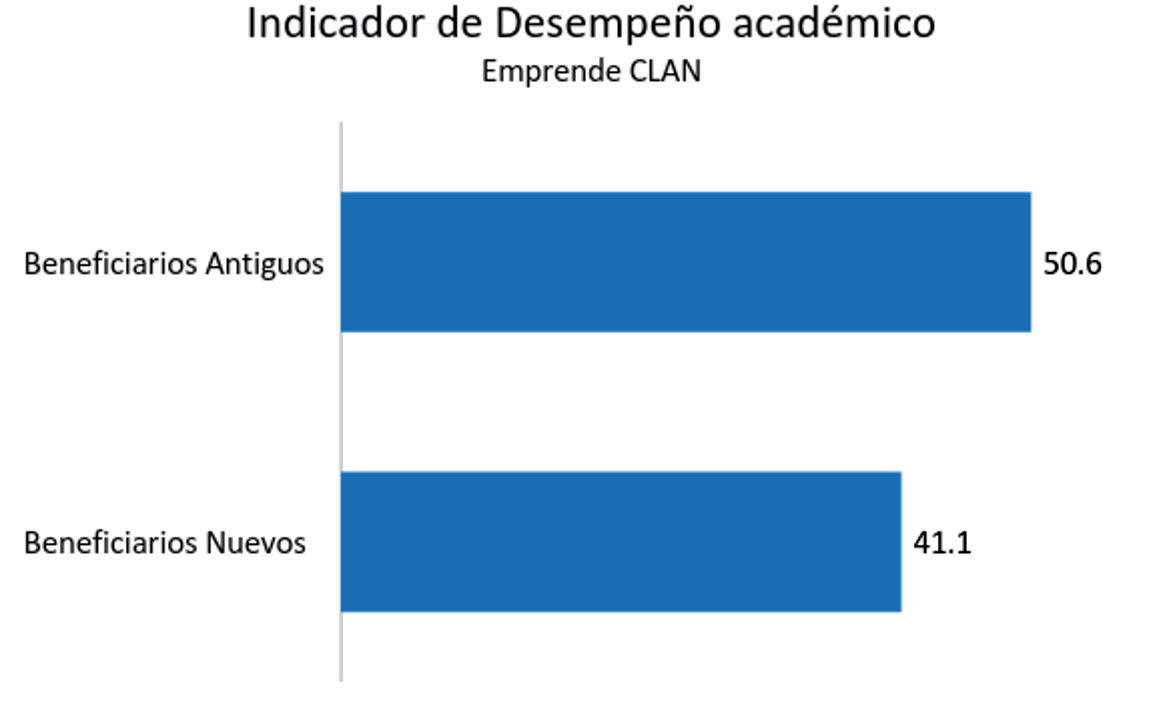 Indicador de Desempeño académico
Emprende CLAN
Beneficiarios Antiguos 50.6
Beneficiarios Nuevos 41.1